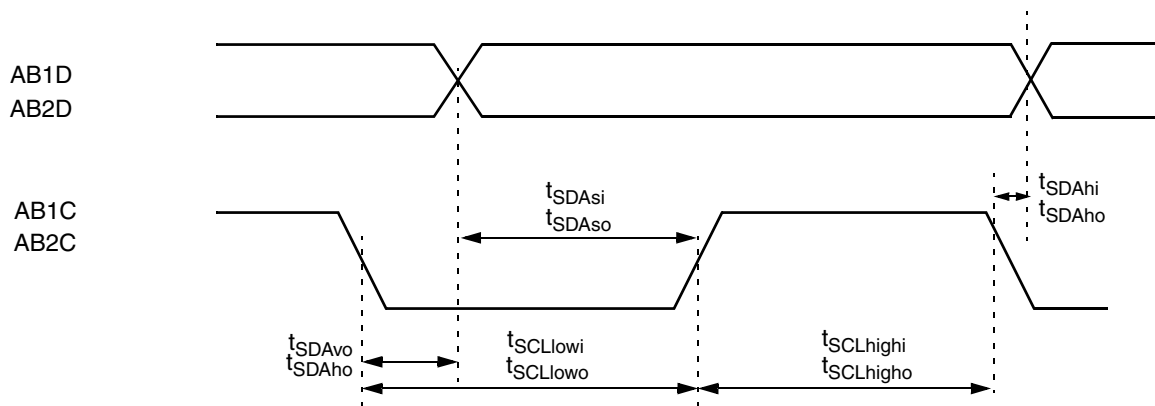 AB1D
AB2D
AB1C
AB2C
tSDAsi
tSDAso
tSDAhi
tSDAho
tSDAvo
tSDAho
tSCLlowi
tSCLlowo
tSCLhighi
tSCLhigho